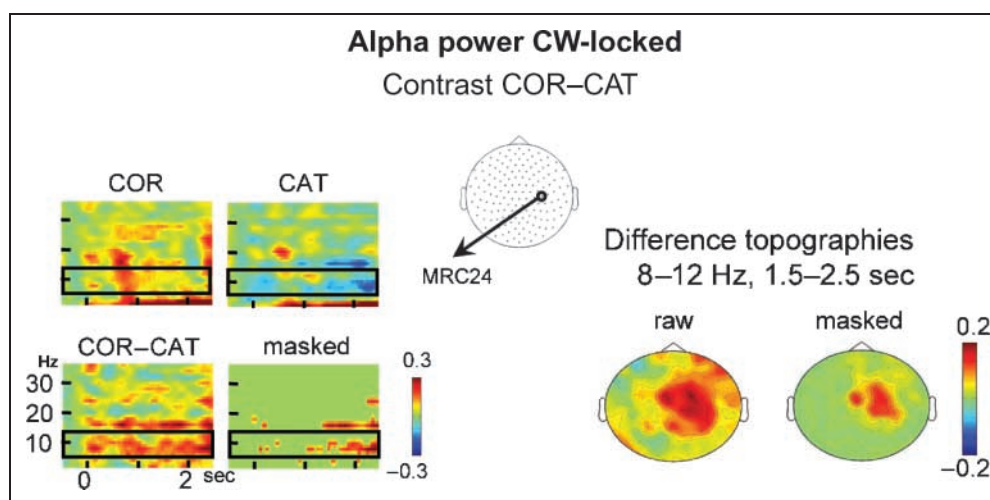 Alpha power CW-locked
Contrast COR–CAT
COR
CAT
MRC24
Difference topographies
8–12 Hz, 1.5–2.5 sec
COR–CAT
masked
Hz
30
20
10
0
2
sec
0.3
–0.3
raw
masked
0.2
–0.2